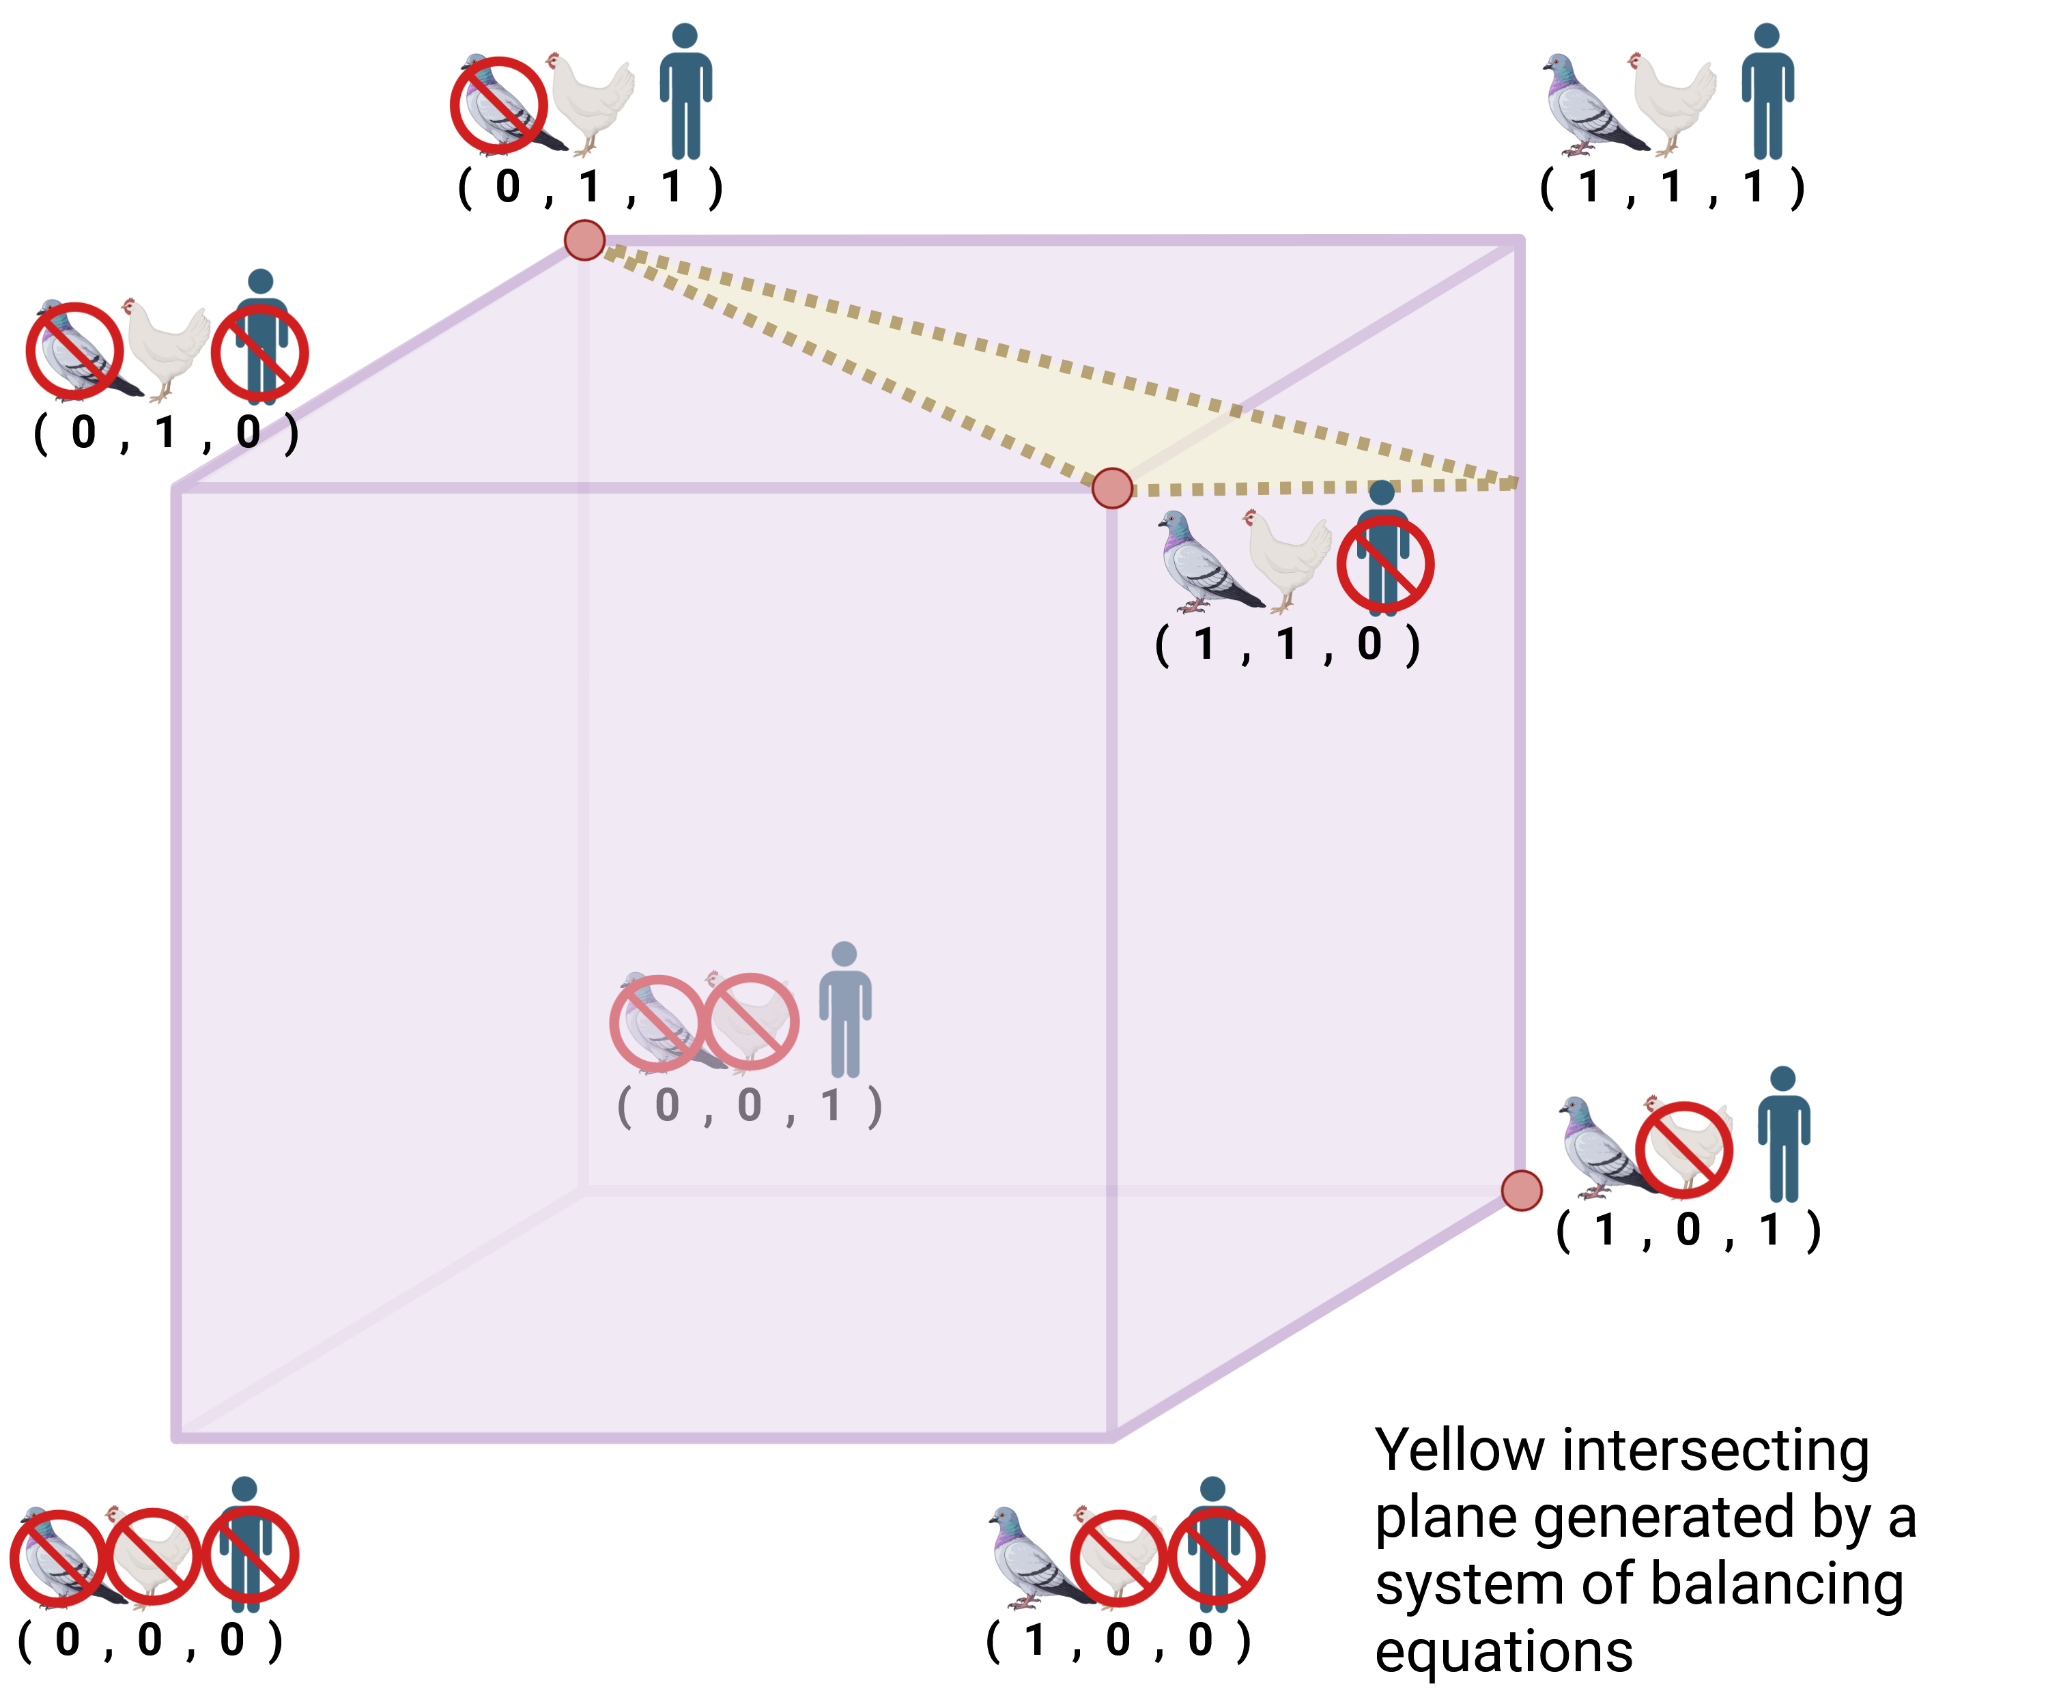 ( 0 , 1 , 1 )
( 1 , 1 , 1 )
( 0 , 1 , 0 )
( 1 , 1 , 0 )
( 0 , 0 , 1 )
( 1 , 0 , 1 )
( 0 , 0 , 0 )
( 1 , 0 , 0 )
Yellow intersecting
plane generated by a
system of balancing
equations